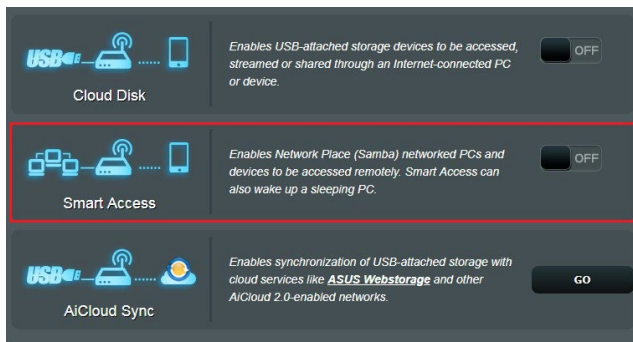 Enables USB-attached storage devices to be accessed,
USB
streamed or shared through an Internet-connected PC
OFF
or device.
Cloud Disk
Enables Network Place (Samba) networked PCs and
devices to be accessed remotely. Smart Access can
OFF
also wake up a sleeping PC.
Smart Access
Enables synchronization of USB-attached storage with
USB
cloud services like ASUS Webstorage and other
GO
AiCloud 2.0-enabled networks.
AiCloud Sync